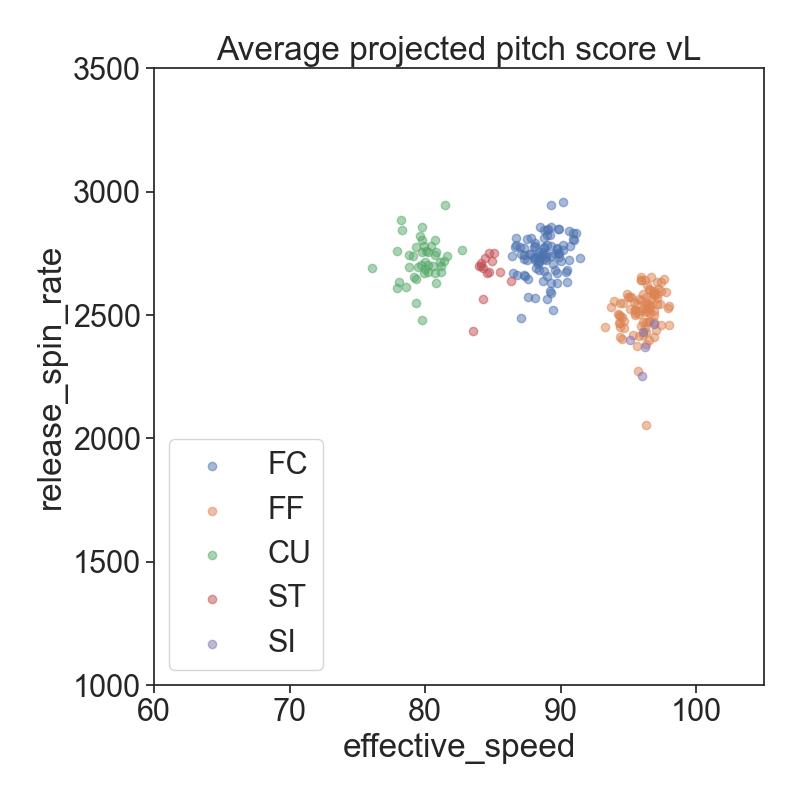 Average projected pitch score vL
3500
3000
2500
2000
1500
1000
release_spin_rate
FC
FF
CU
ST
SI
60
70
80
90
100
effective_speed